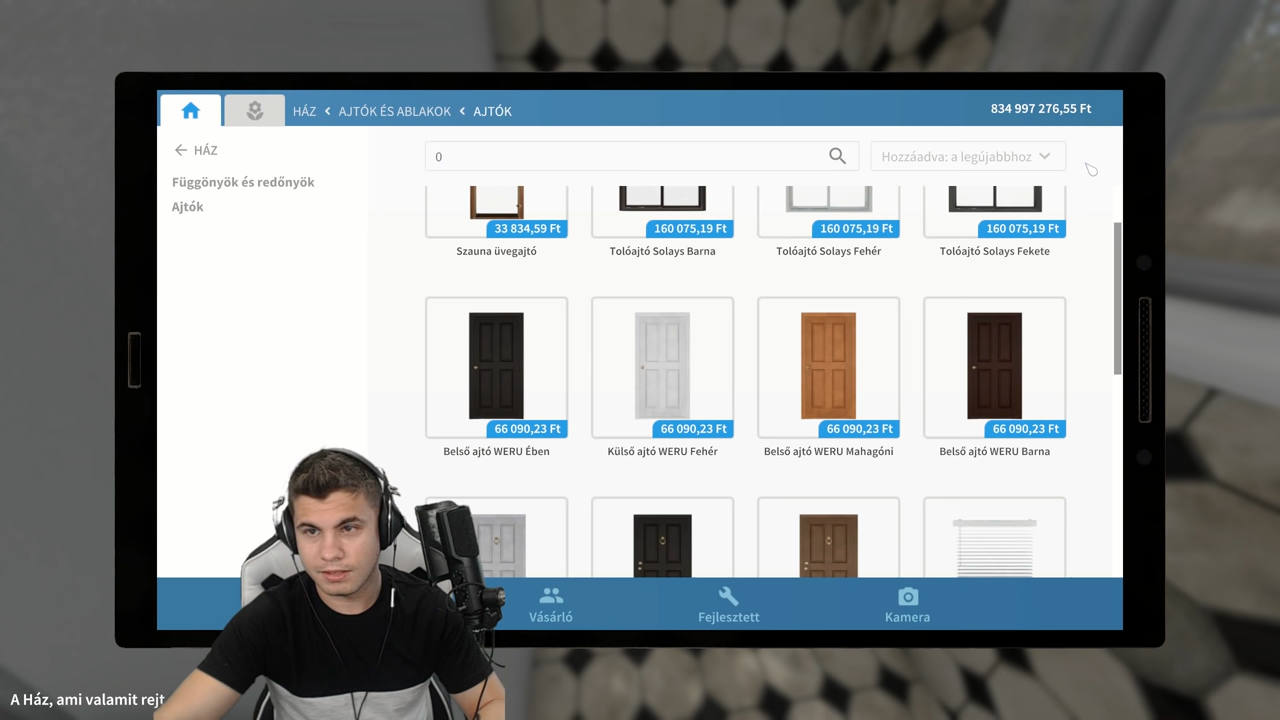 HÁZ < AJTÓK ÉS ABLAKOK < AJTÓK
834 997 276,55 Ft
HÁZ
Függönyök és redőnyök
Ajtók
0
Hozzáadva: a legújabbhoz
33 834,59 Ft
160 075,19 Ft
160 075,19 Ft
160 075,19 Ft
Szauna üvegajtó
Tolóajtó Solays Barna
Tolóajtó Solays Fehér
Tolóajtó Solays Fekete
66 090,23 Ft
66 090,23 Ft
66 090,23 Ft
66 090,23 Ft
Belső ajtó WERU Ében
Külső ajtó WERU Fehér
Belső ajtó WERU Mahagóni
Belső ajtó WERU Barna
Vásárló
Fejlesztett
Kamera
A Ház, ami valamit rejt